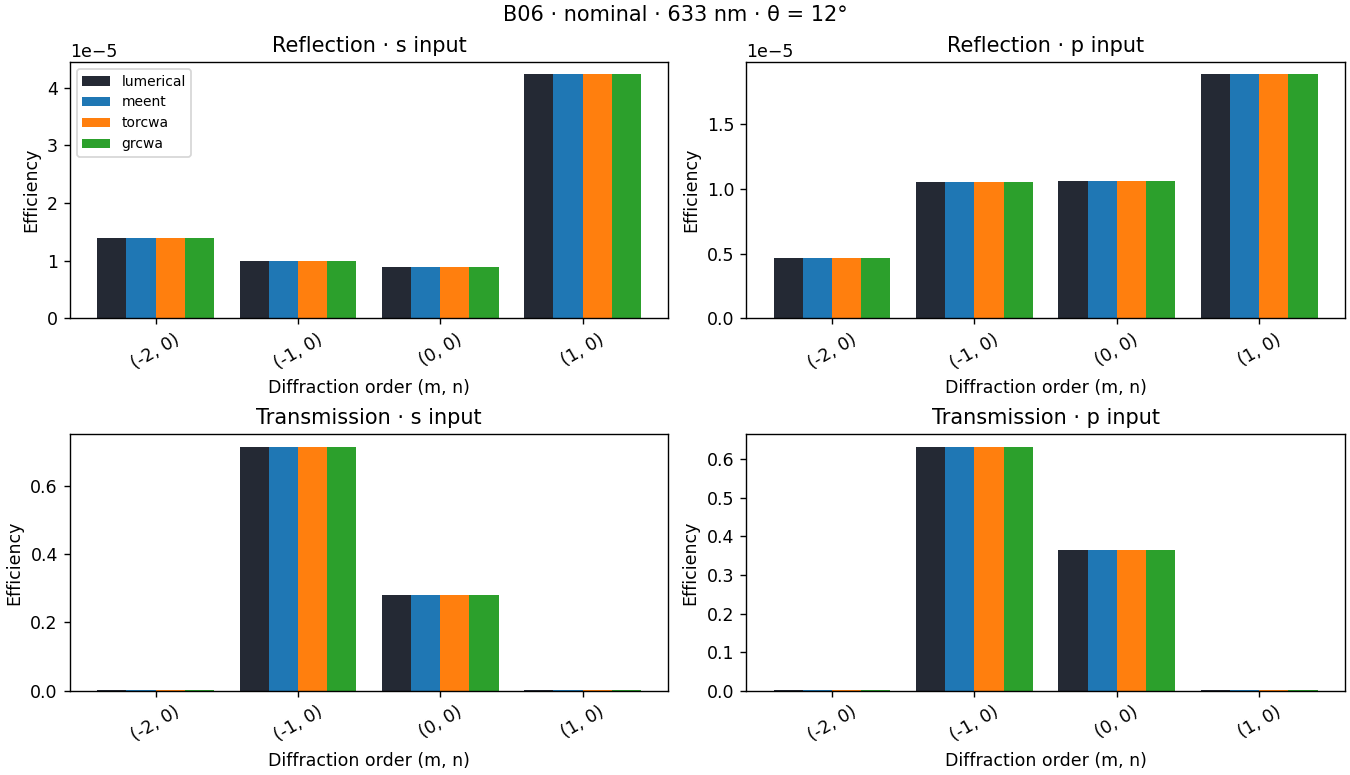 B06 · nominal · 633 nm · θ = 12°
Reflection · s input
1e−5
Efficiency
4
3
2
1
0
lumerical
meent
torcwa
grcwa
(-2, 0)
(-1, 0)
(0, 0)
(1, 0)
Diffraction order (m, n)
Reflection · p input
1e−5
Efficiency
1.5
1.0
0.5
0.0
(-2, 0)
(-1, 0)
(0, 0)
(1, 0)
Diffraction order (m, n)
Transmission · s input
Efficiency
0.6
0.4
0.2
0.0
(-2, 0)
(-1, 0)
(0, 0)
(1, 0)
Diffraction order (m, n)
Transmission · p input
Efficiency
0.6
0.5
0.4
0.3
0.2
0.1
0.0
(-2, 0)
(-1, 0)
(0, 0)
(1, 0)
Diffraction order (m, n)